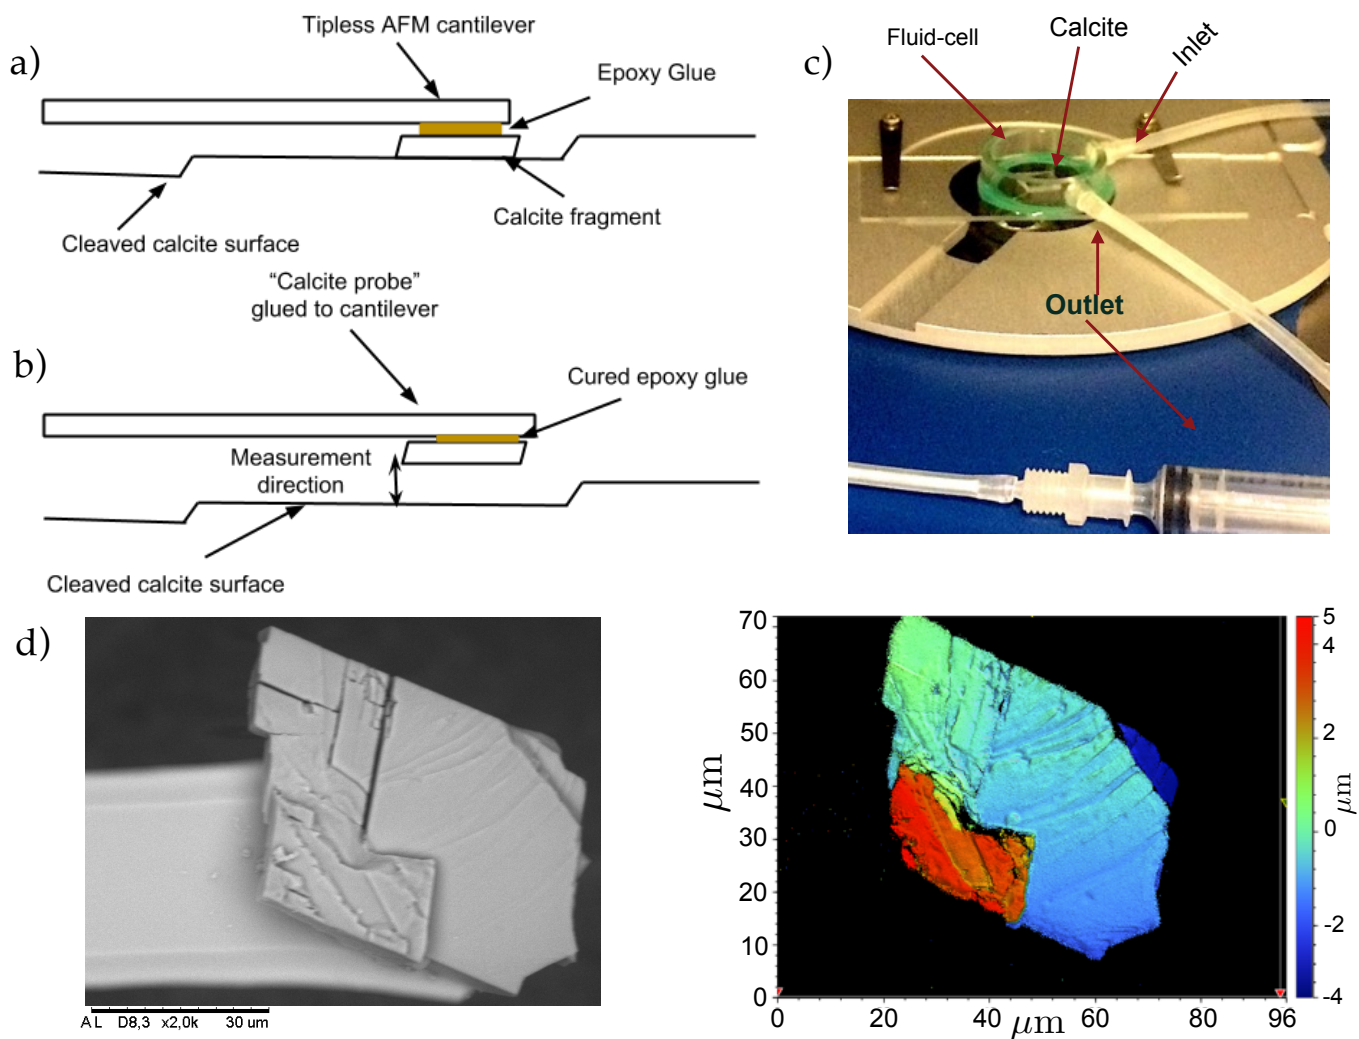 a)
Tipless AFM cantilever
Epoxy Glue
Calcite fragment
Cleaved calcite surface
b)
“Calcite probe”
glued to cantilever
Cured epoxy glue
Measurement
direction
Cleaved calcite surface
c)
Fluid-cell
Calcite
Inlet
Outlet
d)
A L D8,3 x2,0k 30 um
70
60
50
40
30
20
10
0
μm
0 20 40 μm 60 80 96
5
4
2
0
-2
-4
μm